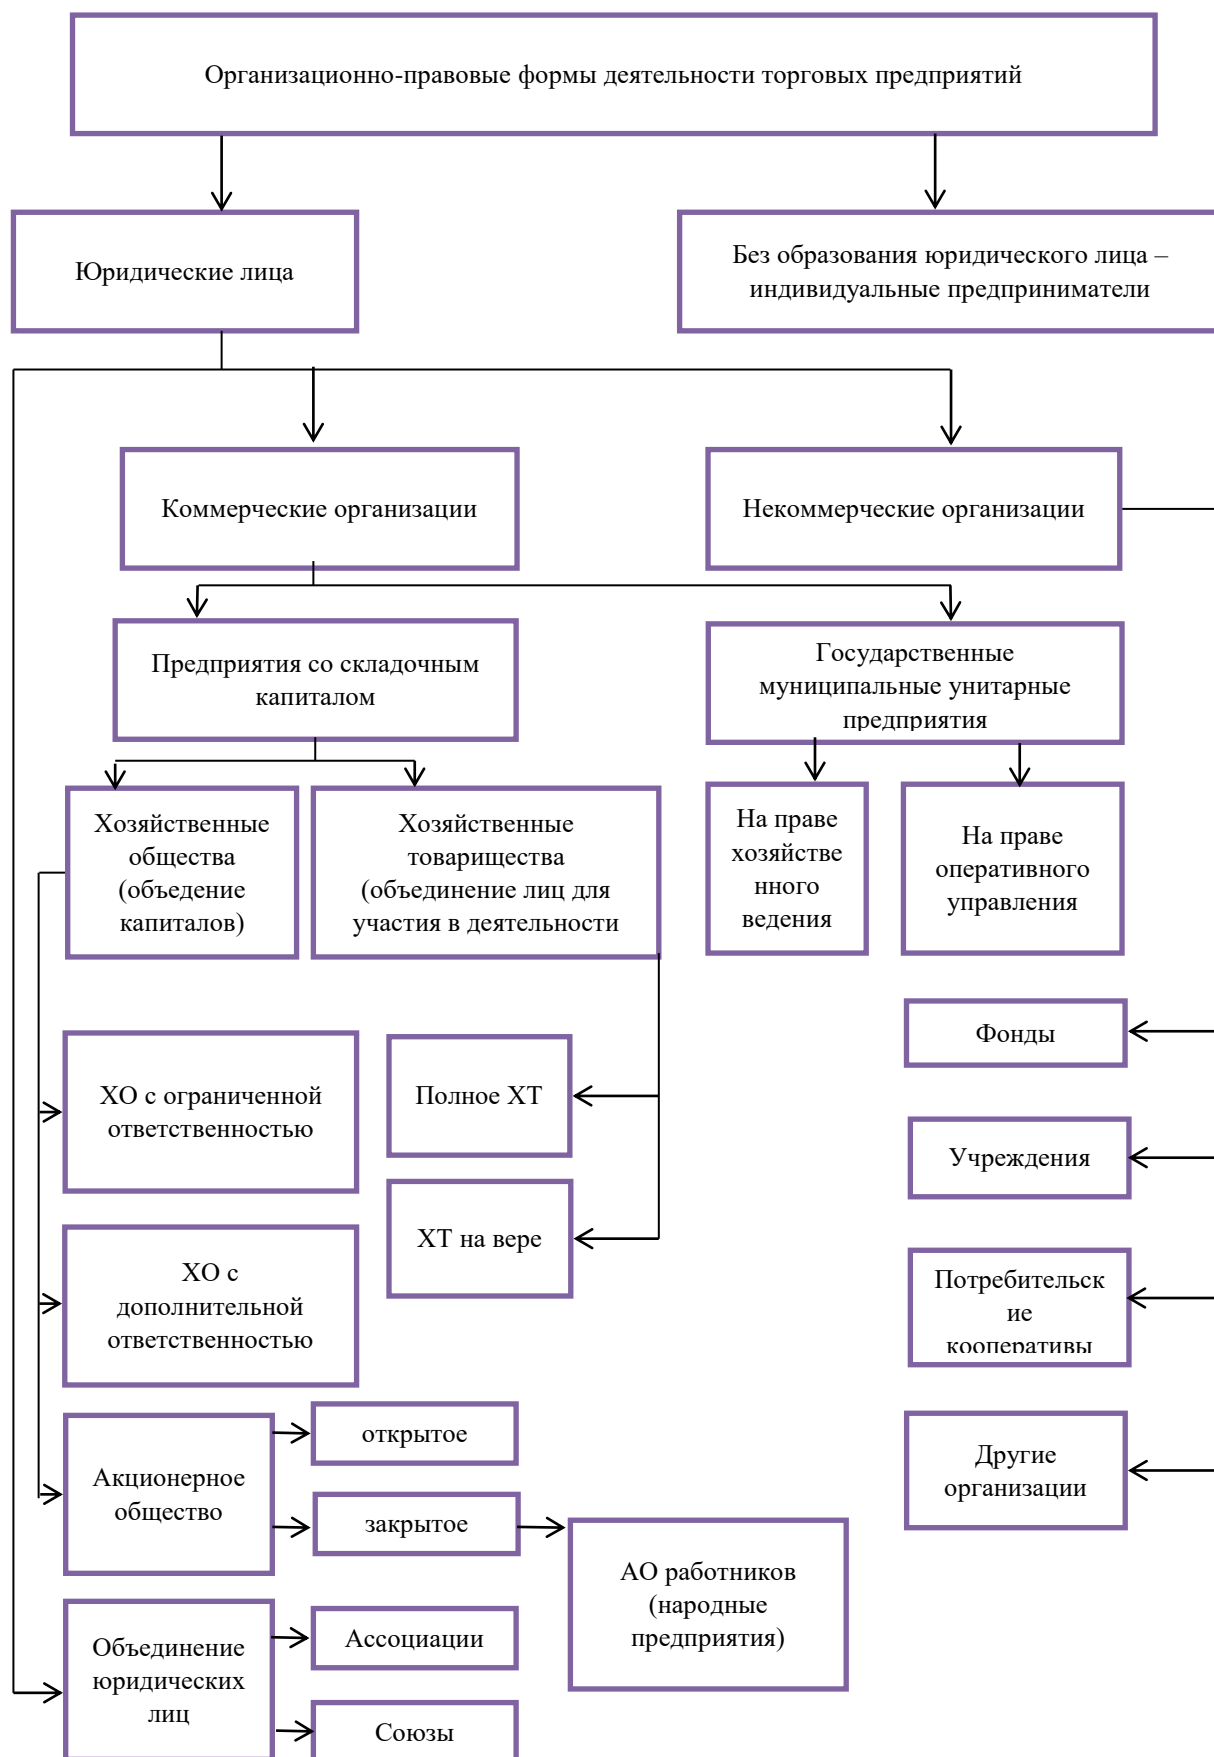 Организационно-правовые формы деятельности торговых предприятий
Юридические лица
Без образования юридического лица –
индивидуальные предприниматели
Коммерческие организации
Некоммерческие организации
Предприятия со складочным
капиталом
Государственные
муниципальные унитарные
предприятия
Хозяйственные
общества
(объедение
капиталов)
Хозяйственные
товарищества
(объединение лиц для
участия в деятельности
На праве
хозяйстве
нного
ведения
На праве
оперативного
управления
Фонды
ХО с ограниченной
ответственностью
Полное ХТ
Учреждения
ХТ на вере
ХО с
дополнительной
ответственностью
Потребительск
ие
кооперативы
Акционерное
общество
открытое
закрытое
Другие
организации
АО работников
(народные
предприятия)
Объединение
юридических
лиц
Ассоциации
Союзы